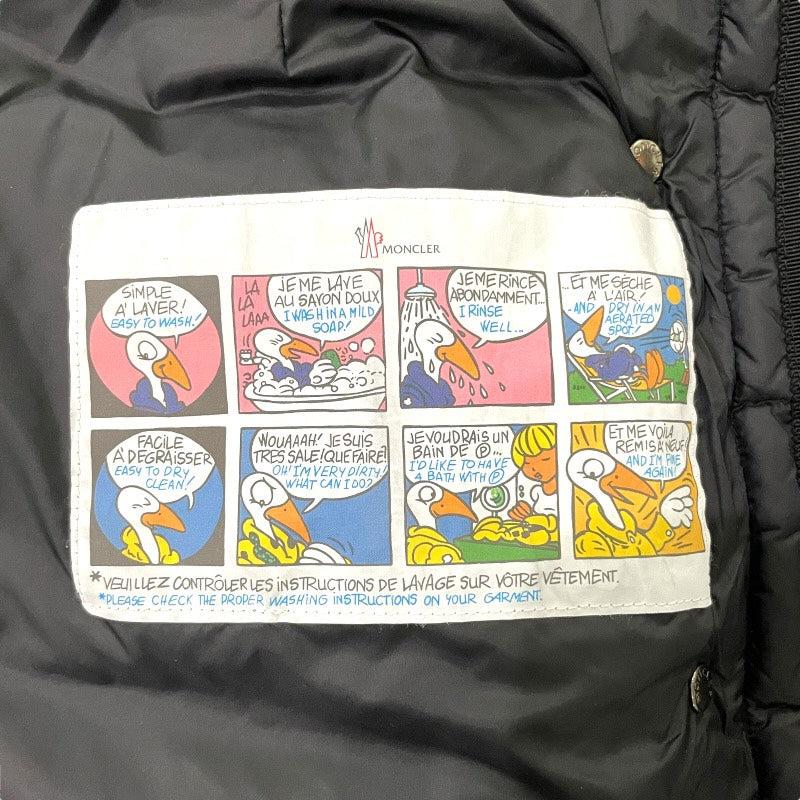 MONCLER
SIMPLE
À LAVER!
EASY TO WASH!
LA
LA
LAAA
JE ME LAVE
AU SAVON DOUX
I WASH IN A MILD
SOAP!
JE ME RINCE
ABONDAMMENT...
I RINSE
WELL...
...ET ME SÈCHE
À L'AIR!
-AND DRY IN AN
AERATED
SPOT!
FACILE
À DÉGRAISSER
EASY TO DRY
CLEAN!
WOUAAAH! JE SUIS
TRÈS SALE! QUE FAIRE!
OH! I'M VERY DIRTY!
WHAT CAN I DO?
JE VOUDRAIS UN
BAIN DE Ⓟ...
I'D LIKE TO HAVE
A BATH WITH Ⓟ
ET ME VOILÀ
REMIS À NEUF!
AND I'M FINE
AGAIN!
*VEUILLEZ CONTRÔLER LES INSTRUCTIONS DE LAVAGE SUR VÔTRE VÊTEMENT.
*PLEASE CHECK THE PROPER WASHING INSTRUCTIONS ON YOUR GARMENT.